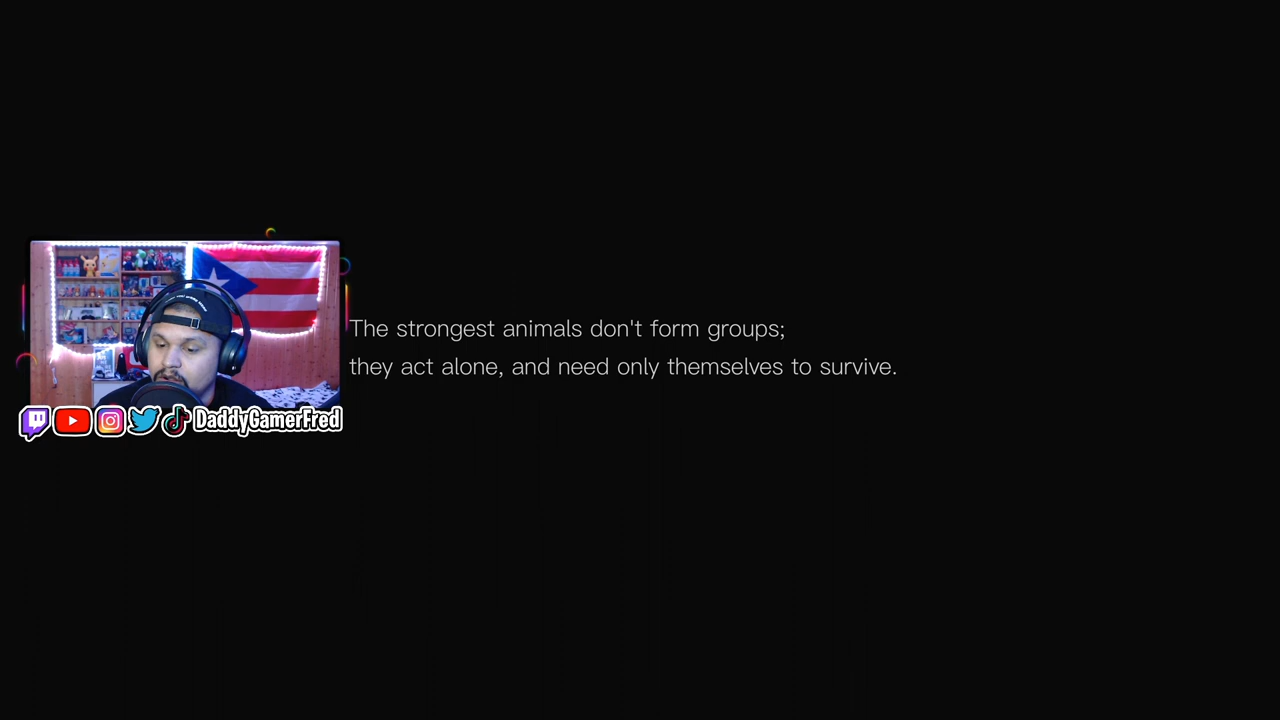 The strongest animals don't form groups;
they act alone, and need only themselves to survive.
DaddyGamerFred